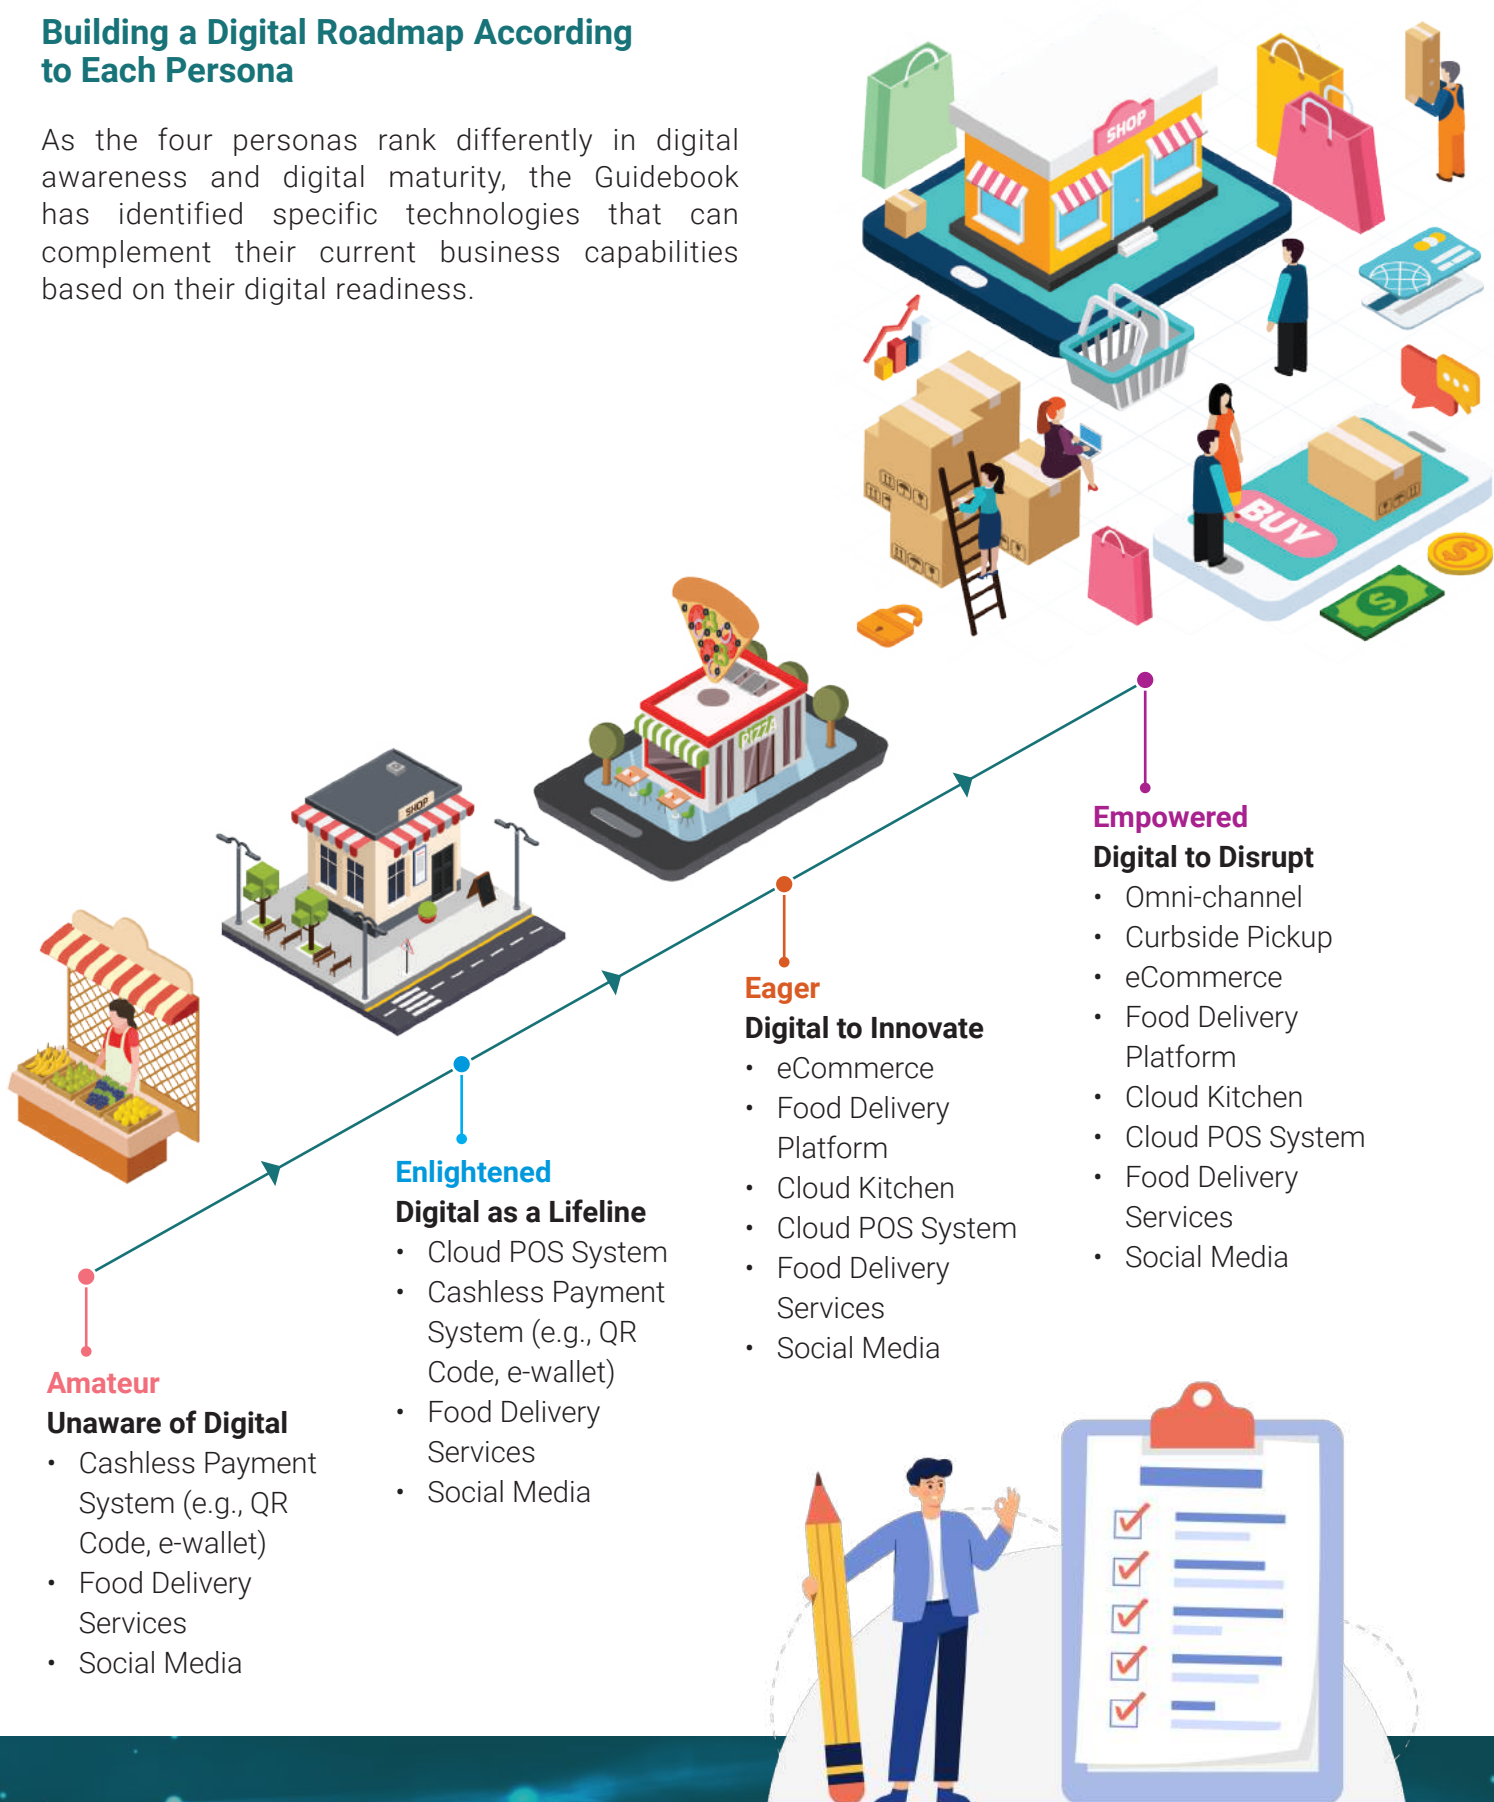 Building a Digital Roadmap According
to Each Persona
As the four personas rank differently in digital
awareness and digital maturity, the Guidebook
has identified specific technologies that can
complement their current business capabilities
based on their digital readiness.
SHOP
BUY
PIZZA
SHOP
Empowered
Digital to Disrupt
• Omni-channel
• Curbside Pickup
• eCommerce
• Food Delivery
Platform
• Cloud Kitchen
• Cloud POS System
• Food Delivery
Services
• Social Media
Eager
Digital to Innovate
• eCommerce
• Food Delivery
Platform
• Cloud Kitchen
• Cloud POS System
• Food Delivery
Services
• Social Media
Enlightened
Digital as a Lifeline
• Cloud POS System
• Cashless Payment
System (e.g., QR
Code, e-wallet)
• Food Delivery
Services
• Social Media
Amateur
Unaware of Digital
• Cashless Payment
System (e.g., QR
Code, e-wallet)
• Food Delivery
Services
• Social Media